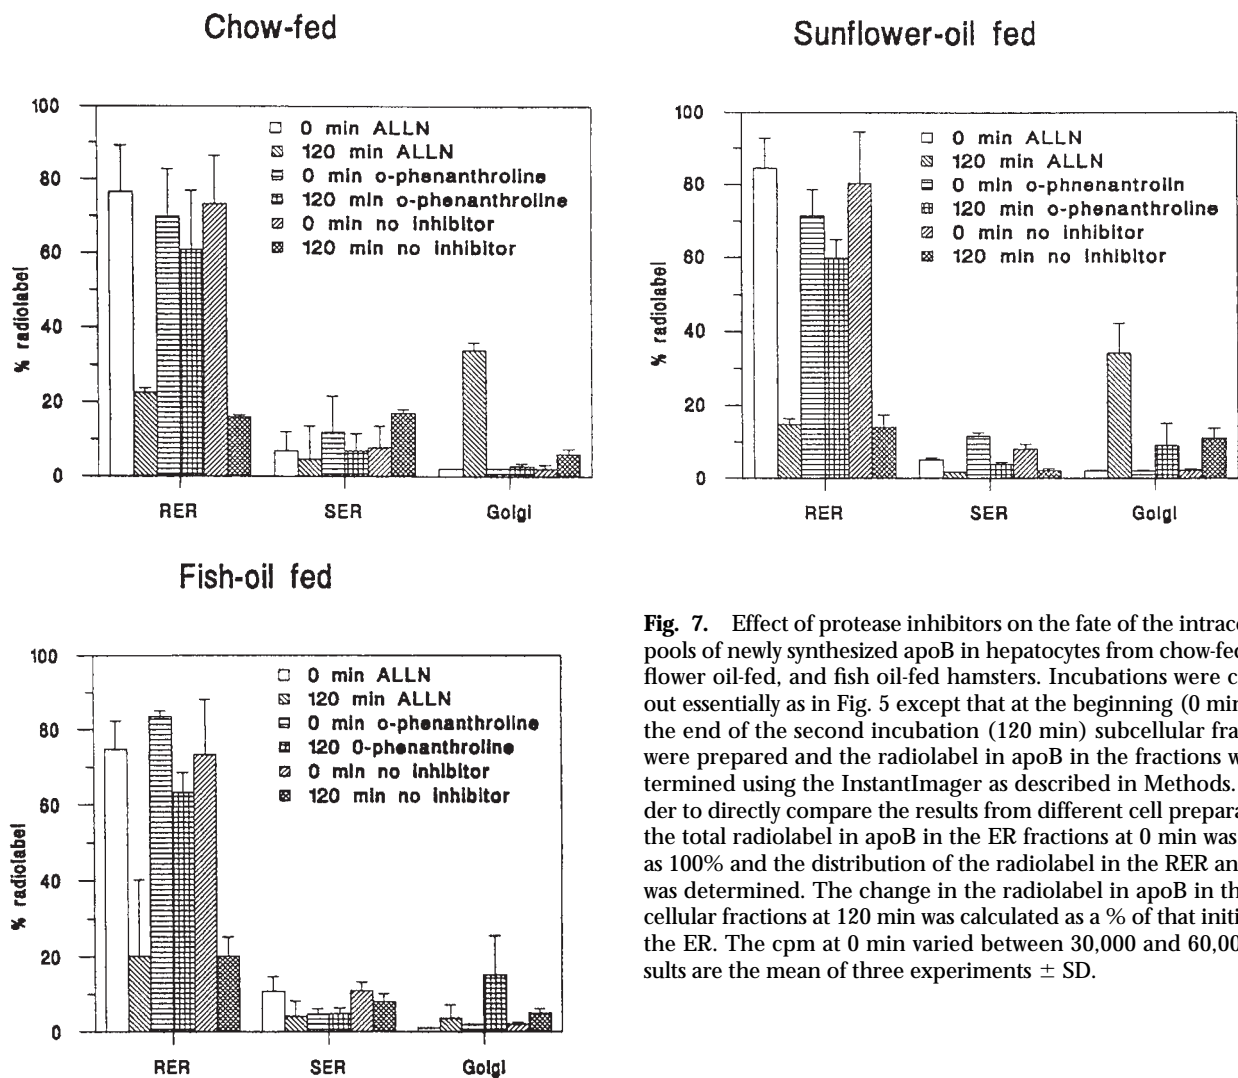 Chow-fed
100
80
60
40
20
0
% radiolabel
0 min ALLN
120 min ALLN
0 min o-phenanthroline
120 min o-phenanthroline
0 min no inhibitor
120 min no inhibitor
RER SER Golgi
Sunflower-oil fed
100
80
60
40
20
0
% radiolabel
0 min ALLN
120 min ALLN
0 min o-phnenantrolin
120 min o-phenanthroline
0 min no inhibitor
120 min no inhibitor
RER SER Golgi
Fish-oil fed
100
80
60
40
20
0
% radiolabel
0 min ALLN
120 min ALLN
0 min o-phenanthroline
120 0-phenanthroline
0 min no inhibitor
120 min no inhibitor
RER SER Golgi
Fig. 7. Effect of protease inhibitors on the fate of the intrace
pools of newly synthesized apoB in hepatocytes from chow-fed
flower oil-fed, and fish oil-fed hamsters. Incubations were c
out essentially as in Fig. 5 except that at the beginning (0 min
the end of the second incubation (120 min) subcellular fra
were prepared and the radiolabel in apoB in the fractions w
termined using the InstantImager as described in Methods.
der to directly compare the results from different cell prepara
the total radiolabel in apoB in the ER fractions at 0 min was
as 100% and the distribution of the radiolabel in the RER an
was determined. The change in the radiolabel in apoB in th
cellular fractions at 120 min was calculated as a % of that initi
the ER. The cpm at 0 min varied between 30,000 and 60,00
sults are the mean of three experiments ± SD.